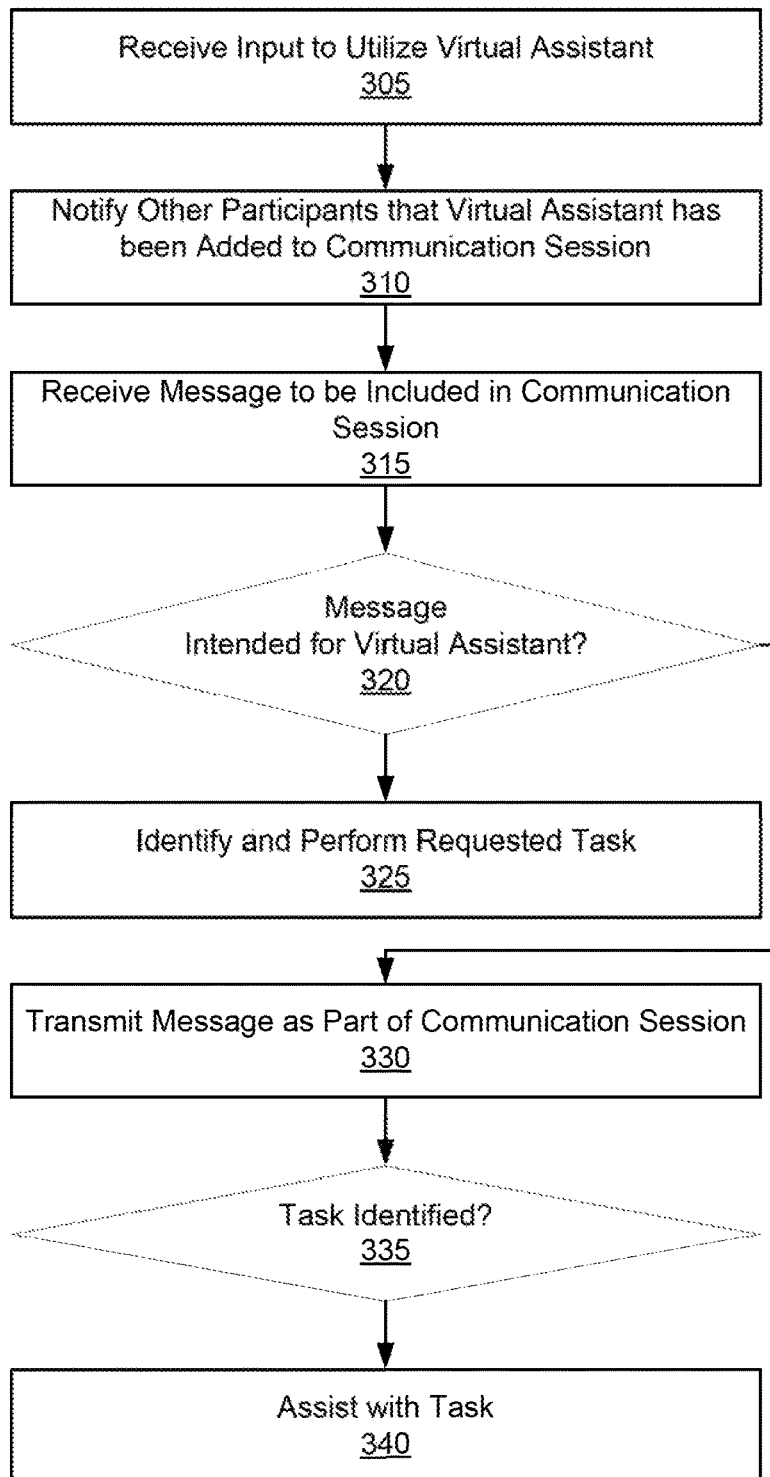 Receive Input to Utilize Virtual Assistant
305
Notify Other Participants that Virtual Assistant has
been Added to Communication Session
310
Receive Message to be Included in Communication
Session
315
Message
Intended for Virtual Assistant?
320
Identify and Perform Requested Task
325
Transmit Message as Part of Communication Session
330
Task Identified?
335
Assist with Task
340